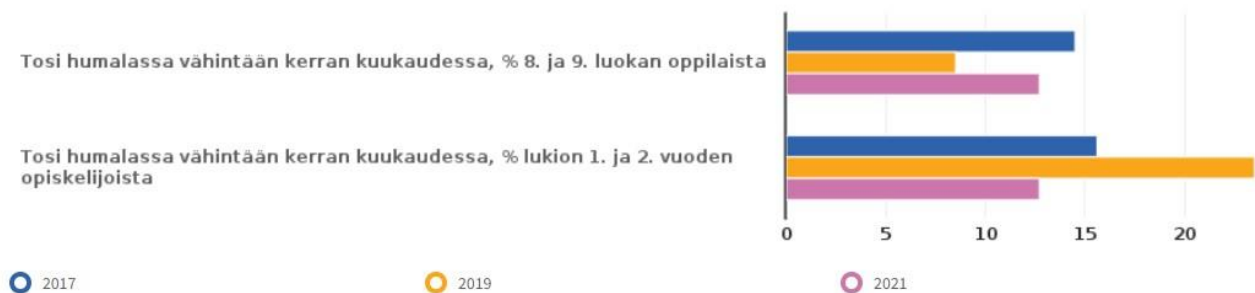 Tosi humalassa vähintään kerran kuukaudessa, % 8. ja 9. luokan oppilaista
Tosi humalassa vähintään kerran kuukaudessa, % lukion 1. ja 2. vuoden
opiskelijoista
0 5 10 15 20
2017 2019 2021